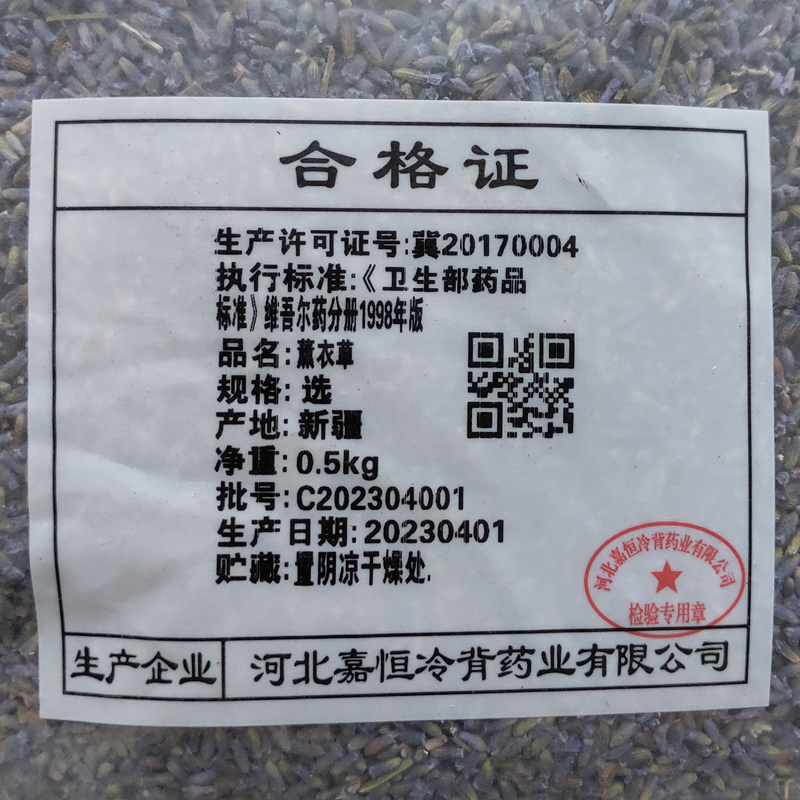 合格证
生产许可证号:冀20170004
执行标准:《卫生部药品
标准》维吾尔药分册1998年版
品名:薰衣草
规格:选
产地:新疆
净重:0.5kg
批号:C202304001
生产日期:20230401
贮藏:置阴凉干燥处.
河北嘉恒冷背药业有限公司
检验专用章
生产企业 河北嘉恒冷背药业有限公司